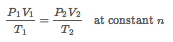 P₁V₁/T₁ = P₂V₂/T₂ at constant n